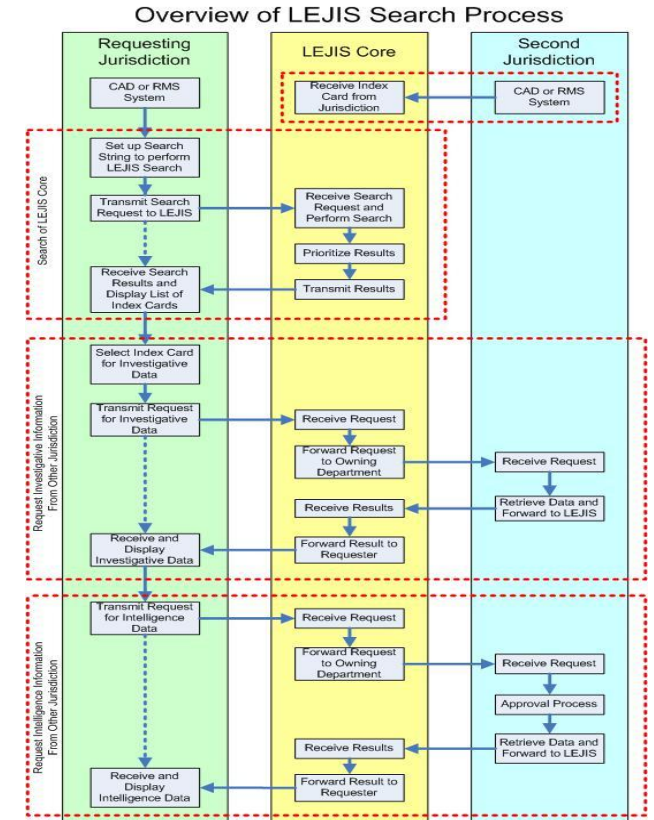 Overview of LEJIS Search Process
Requesting
Jurisdiction
LEJIS Core
Second
Jurisdiction
CAD or RMS
System
Receive Index
Card from
Jurisdiction
CAD or RMS
System
Search of LEJIS Core
Set up Search
String to perform
LEJIS Search
Transmit Search
Request to LEJIS
Receive Search
Request and
Perform Search
Prioritize Results
Transmit Results
Receive Search
Results and
Display List of
Index Cards
Request Investigative Information
From Other Jurisdiction
Select Index Card
for Investigative
Data
Transmit Request
for Investigative
Data
Receive Request
Forward Request
to Owning
Department
Receive Request
Retrieve Data and
Forward to LEJIS
Receive Results
Forward Result to
Requester
Receive and
Display
Investigative Data
Request Intelligence Information
From Other Jurisdiction
Transmit Request
for Intelligence
Data
Receive Request
Forward Request
to Owning
Department
Receive Request
Approval Process
Retrieve Data and
Forward to LEJIS
Receive Results
Forward Result to
Requester
Receive and
Display
Intelligence Data